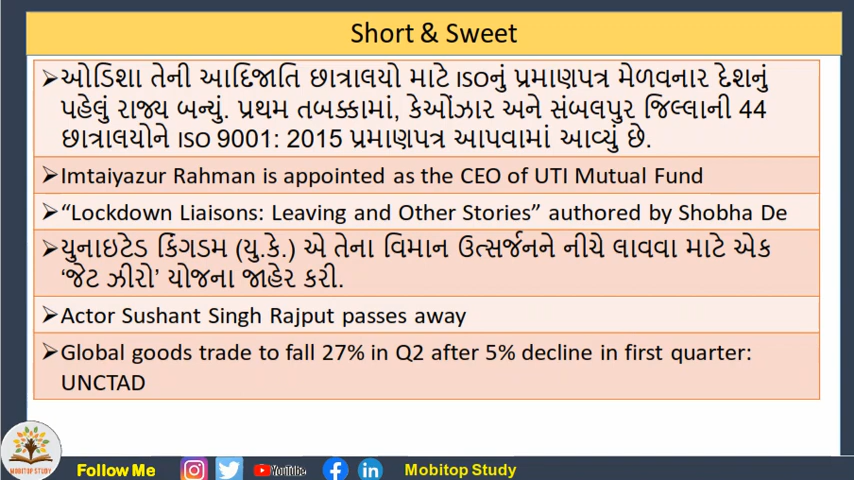 Short & Sweet
➢ઓડિશા તેની આદિજાતિ છાત્રાલયો માટે ISOનું પ્રમાણપત્ર મેળવનાર દેશનું
પહેલું રાજ્ય બન્યું. પ્રથમ તબક્કામાં, કેઓંઝાર અને સંબલપુર જિલ્લાની 44
છાત્રાલયોને ISO 9001: 2015 પ્રમાણપત્ર આપવામાં આવ્યું છે.
➢Imtaiyazur Rahman is appointed as the CEO of UTI Mutual Fund
➢“Lockdown Liaisons: Leaving and Other Stories” authored by Shobha De
➢યુનાઇટેડ કિંગડમ (યુ.કે.) એ તેના વિમાન ઉત્સર્જનને નીચે લાવવા માટે એક
‘જેટ ઝીરો’ યોજના જાહેર કરી.
➢Actor Sushant Singh Rajput passes away
➢Global goods trade to fall 27% in Q2 after 5% decline in first quarter:
UNCTAD
MOBITOP STUDY
Follow Me YouTube Mobitop Study